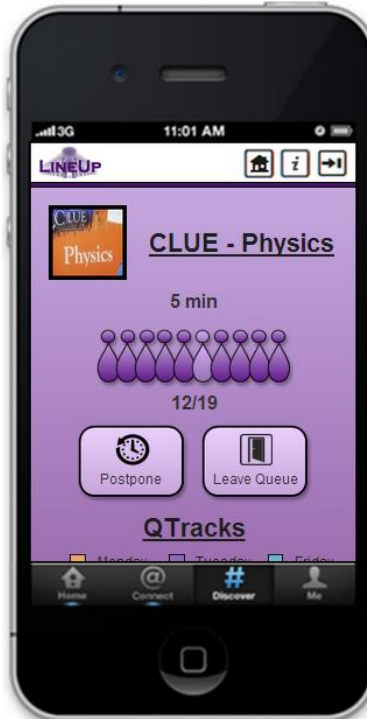 3G 11:01 AM
LINEUP i
CLUE
Physics
CLUE - Physics
5 min
12/19
Postpone Leave Queue
QTracks
Monday Tuesday Friday
Home Connect Discover Me